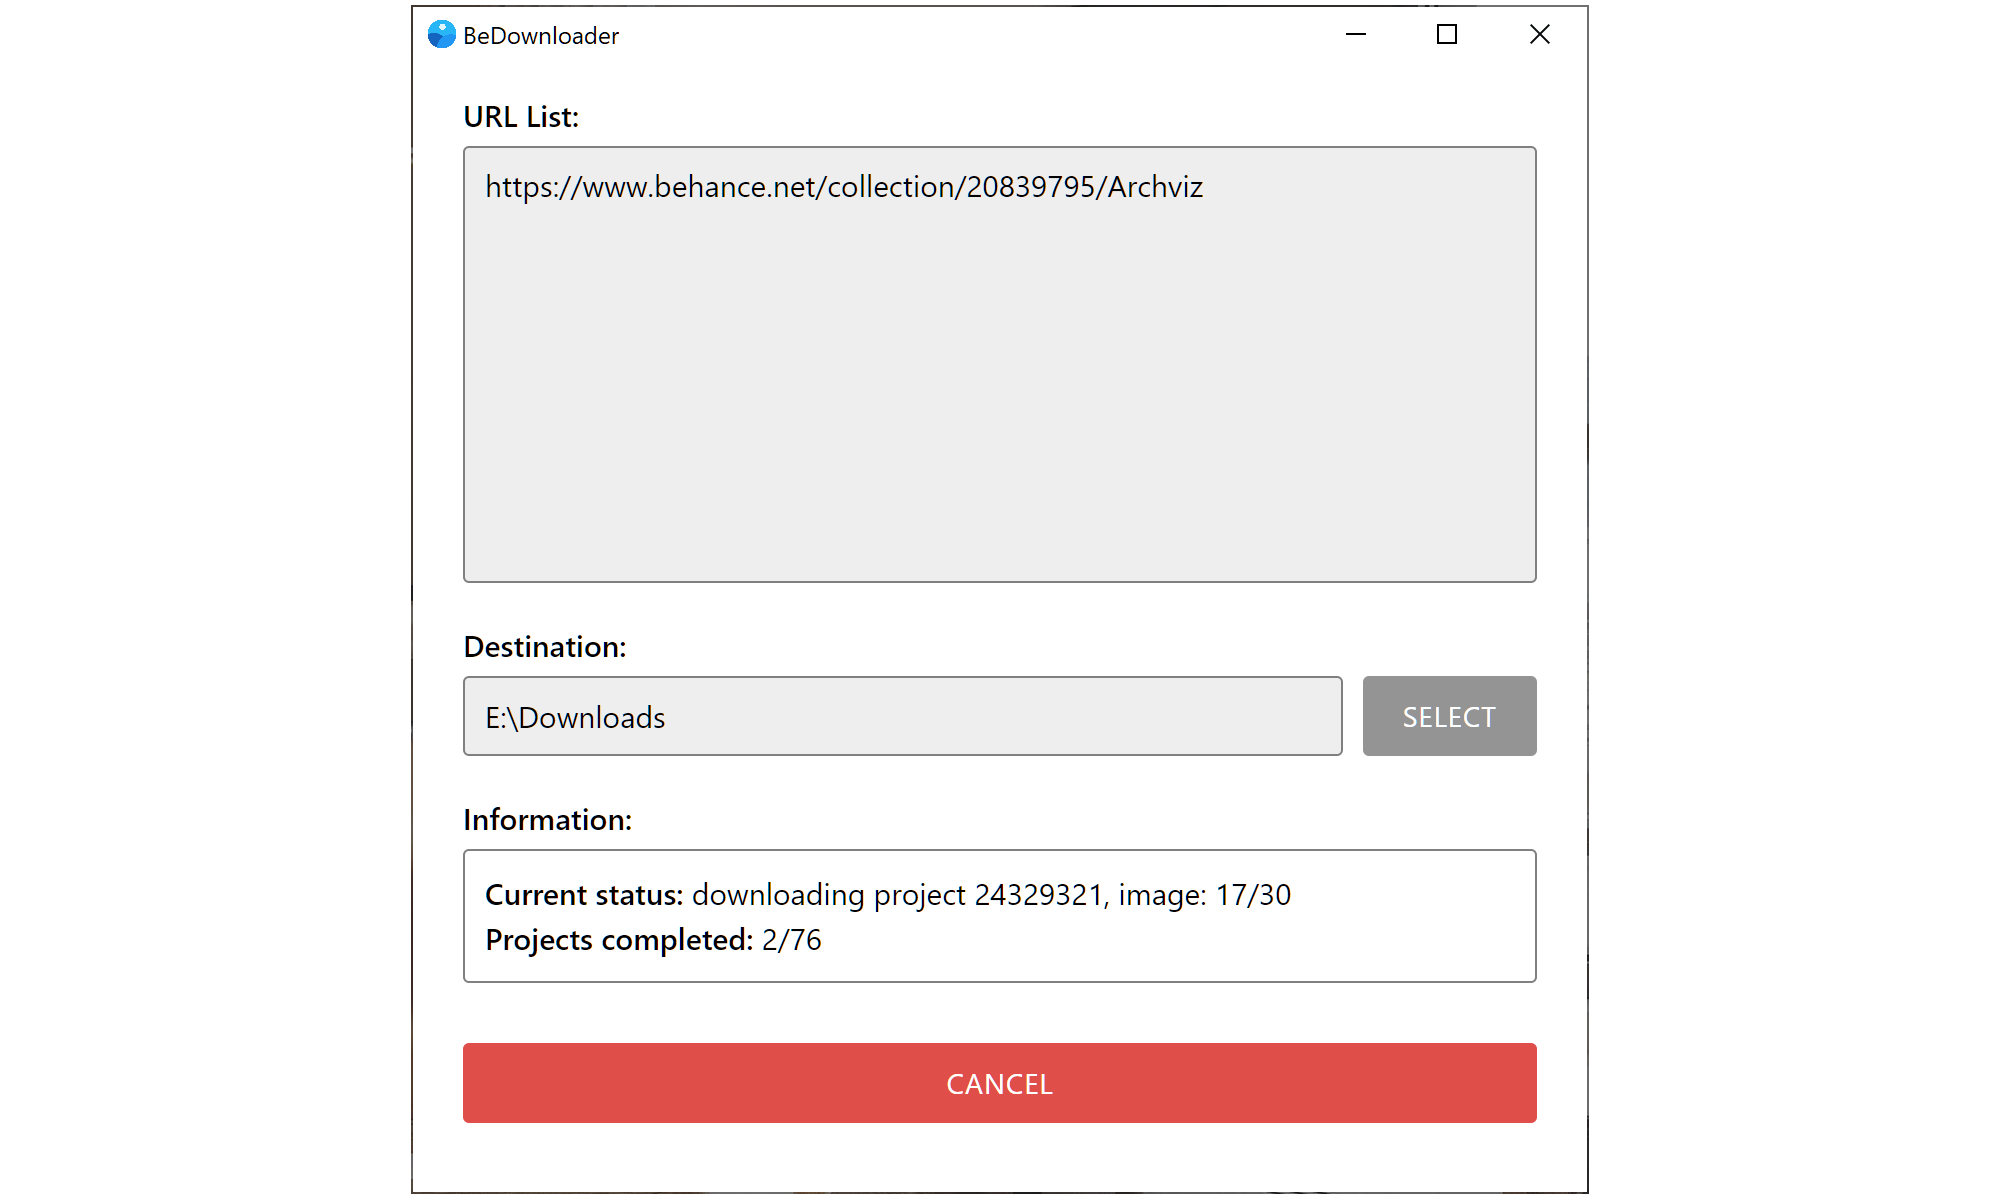 BeDownloader
URL List:
https://www.behance.net/collection/20839795/Archviz
Destination:
E:\Downloads
SELECT
Information:
Current status: downloading project 24329321, image: 17/30
Projects completed: 2/76
CANCEL